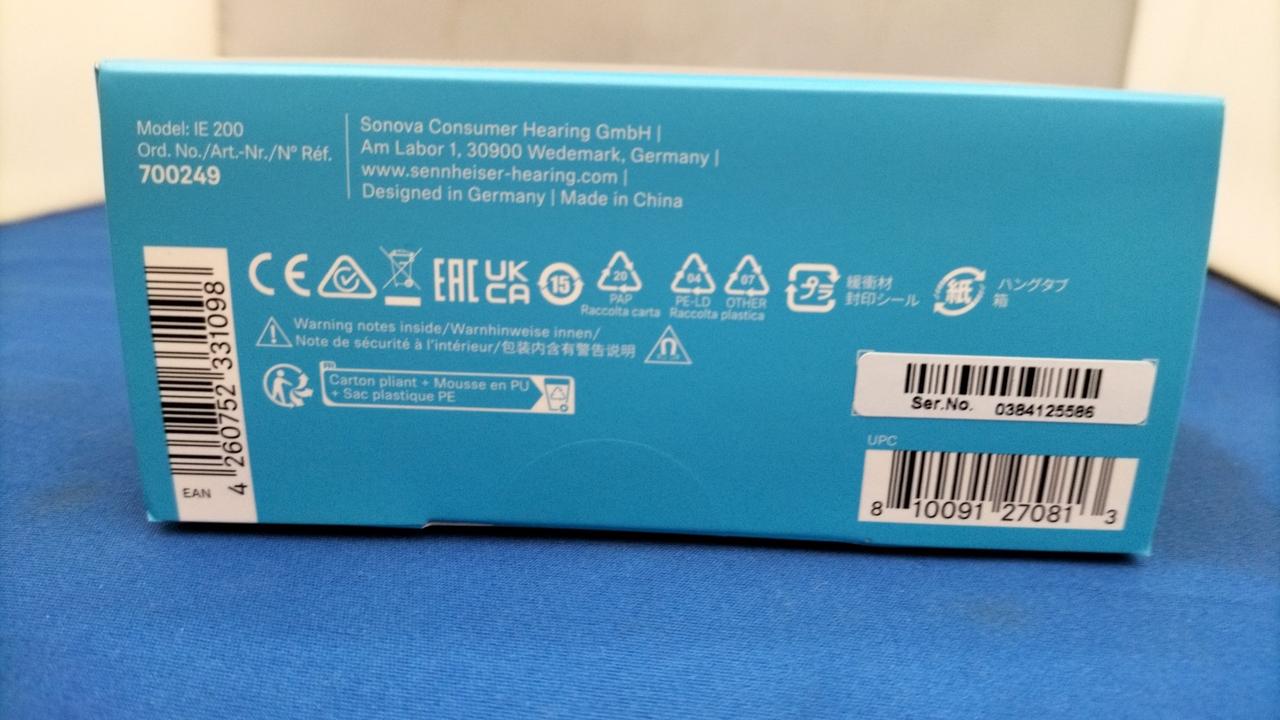 Model: IE 200
Ord. No./Art.-Nr./N° Réf.
700249
Sonova Consumer Hearing GmbH |
Am Labor 1, 30900 Wedemark, Germany |
www.sennheiser-hearing.com |
Designed in Germany | Made in China
CE EAC UK CA 15
20
PAP
Raccolta carta
04 07
PE-LD OTHER
Raccolta plastica
プラ
緩衝材
封印シール
紙
ハングタブ
箱
Warning notes inside/Warnhinweise innen/
Note de sécurité à l'intérieur/包装内含有警告说明
FR
Carton pliant + Mousse en PU
+ Sac plastique PE
EAN
4 260752 331098
Ser.No. 0384125586
UPC
8 10091 27081 3